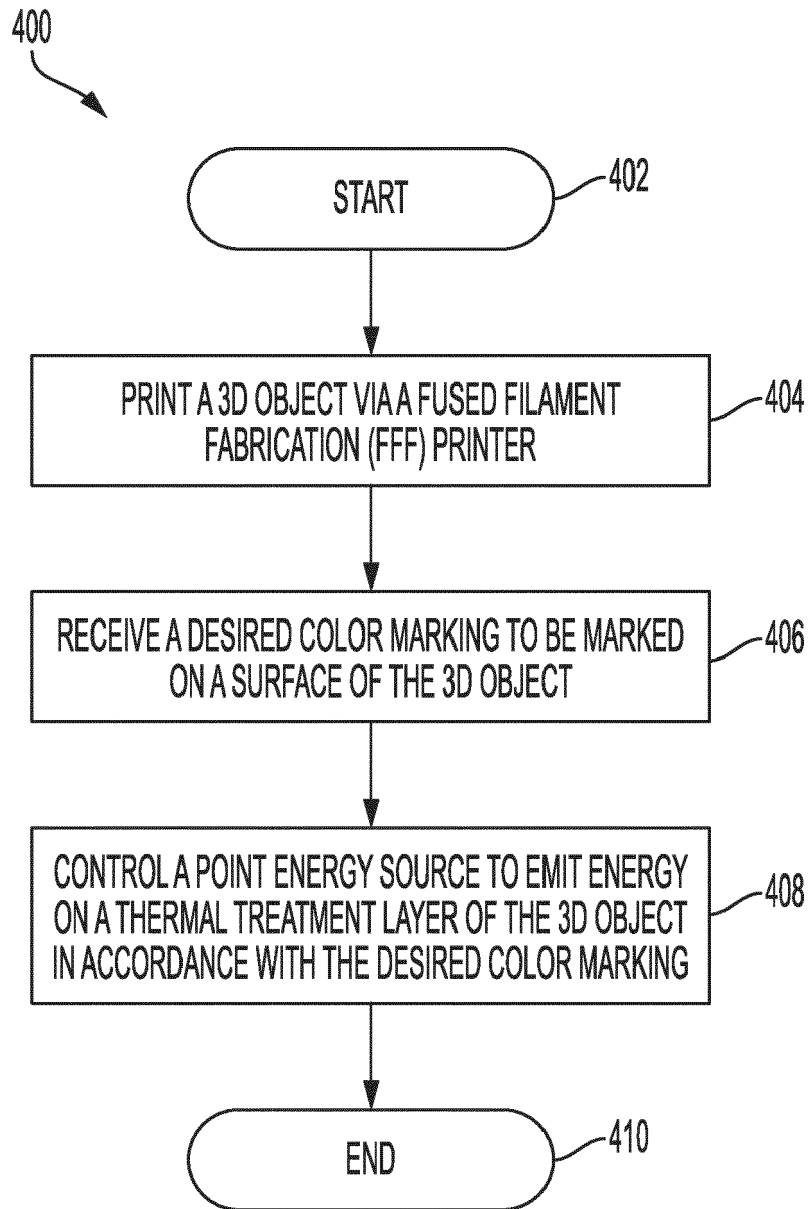 400
START
402
PRINT A 3D OBJECT VIA A FUSED FILAMENT
FABRICATION (FFF) PRINTER
404
RECEIVE A DESIRED COLOR MARKING TO BE MARKED
ON A SURFACE OF THE 3D OBJECT
406
CONTROL A POINT ENERGY SOURCE TO EMIT ENERGY
ON A THERMAL TREATMENT LAYER OF THE 3D OBJECT
IN ACCORDANCE WITH THE DESIRED COLOR MARKING
408
END
410